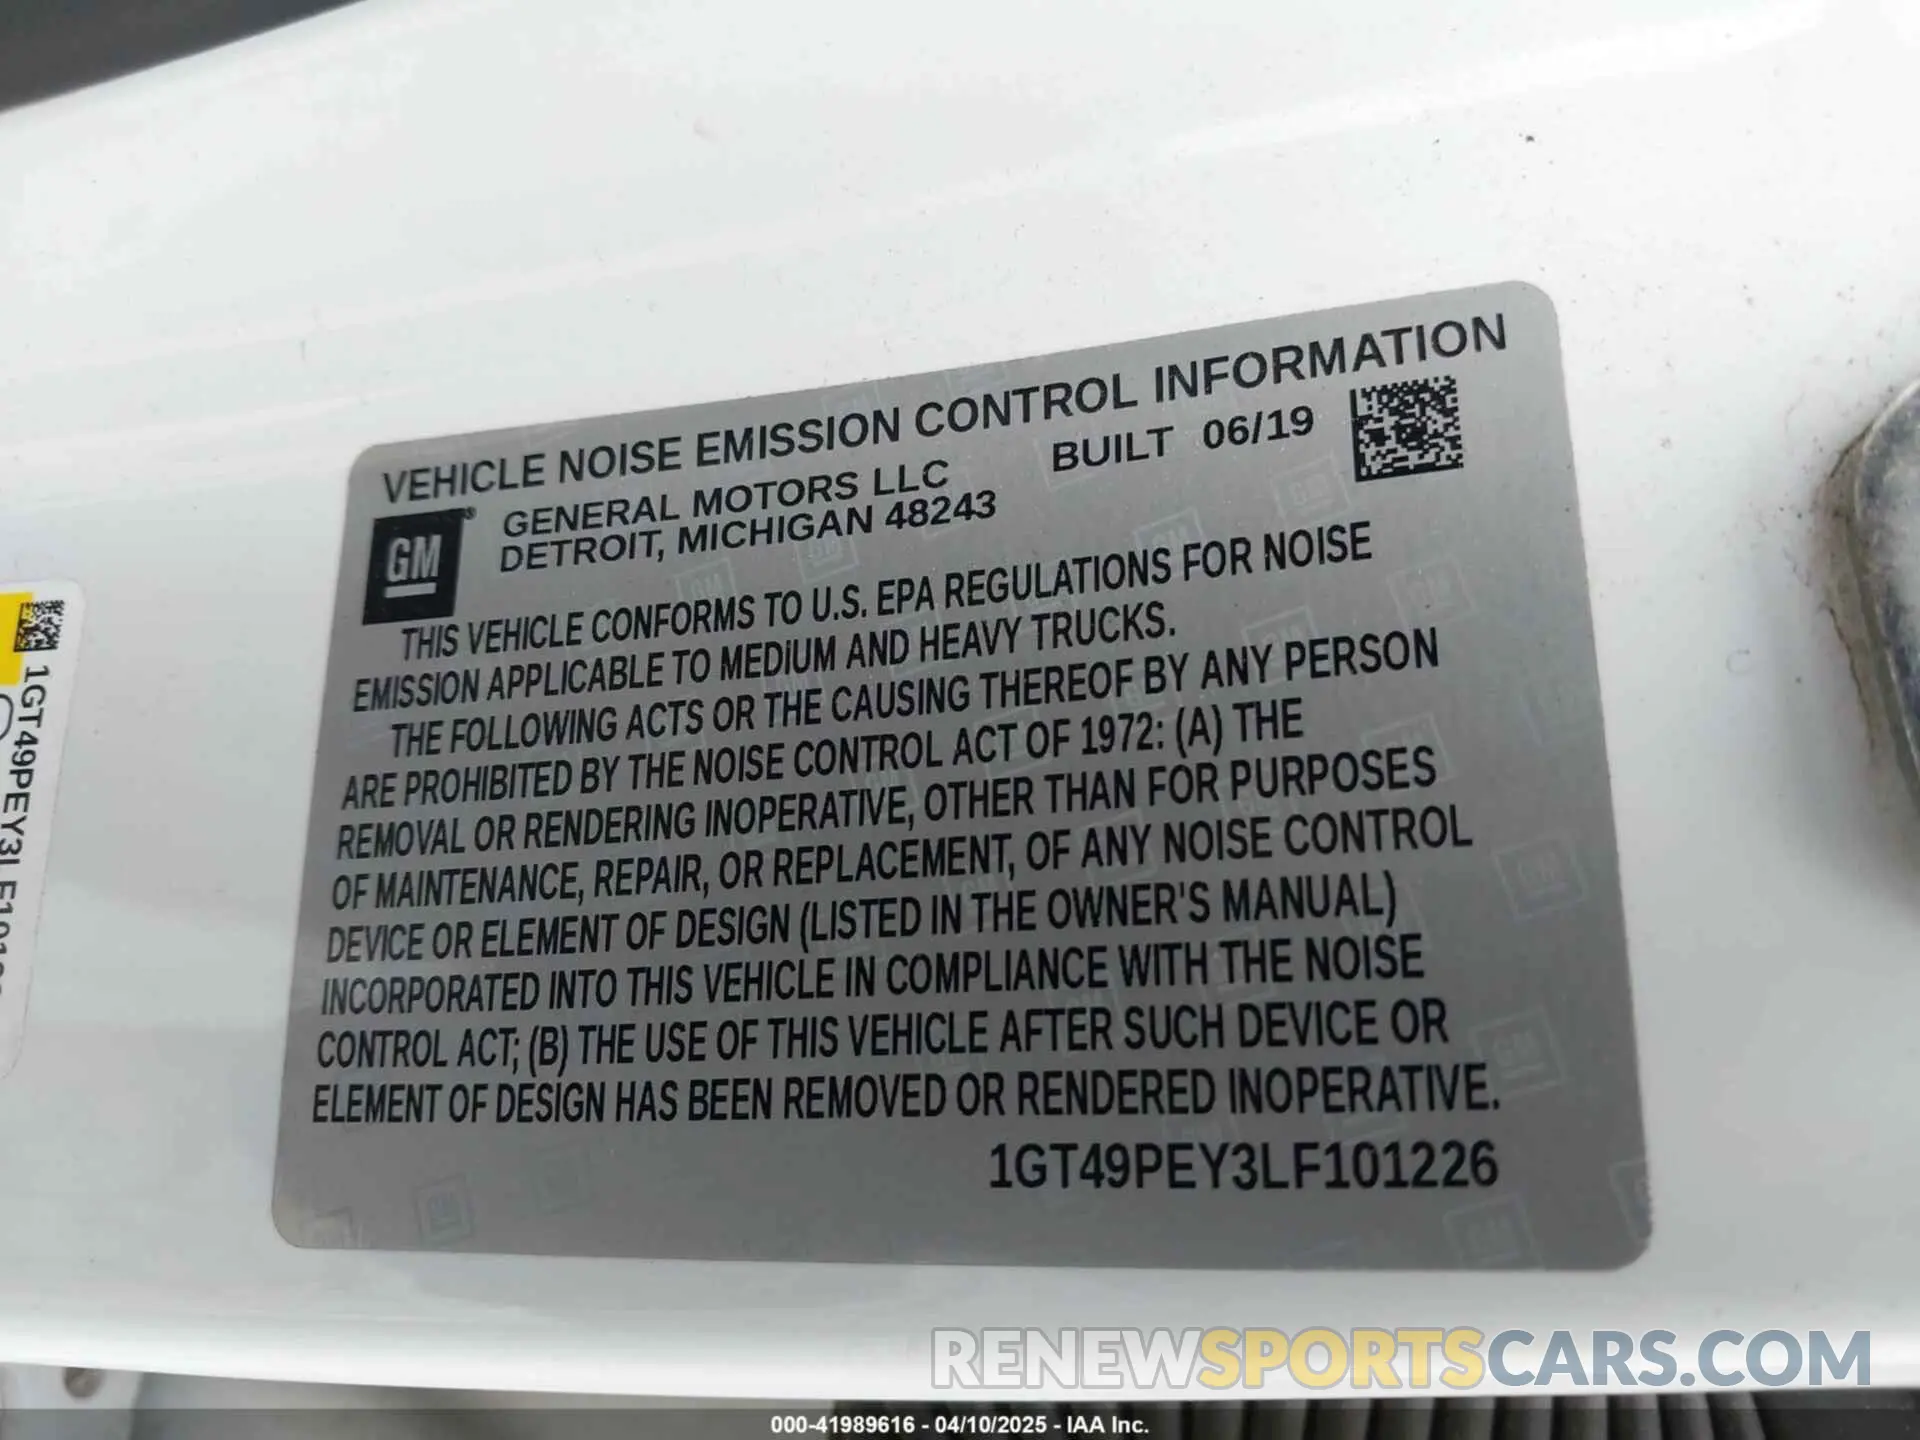 VEHICLE NOISE EMISSION CONTROL INFORMATION
GENERAL MOTORS LLC BUILT 06/19
DETROIT, MICHIGAN 48243
GM®
THIS VEHICLE CONFORMS TO U.S. EPA REGULATIONS FOR NOISE
EMISSION APPLICABLE TO MEDIUM AND HEAVY TRUCKS.
THE FOLLOWING ACTS OR THE CAUSING THEREOF BY ANY PERSON
ARE PROHIBITED BY THE NOISE CONTROL ACT OF 1972: (A) THE
REMOVAL OR RENDERING INOPERATIVE, OTHER THAN FOR PURPOSES
OF MAINTENANCE, REPAIR, OR REPLACEMENT, OF ANY NOISE CONTROL
DEVICE OR ELEMENT OF DESIGN (LISTED IN THE OWNER'S MANUAL)
INCORPORATED INTO THIS VEHICLE IN COMPLIANCE WITH THE NOISE
CONTROL ACT; (B) THE USE OF THIS VEHICLE AFTER SUCH DEVICE OR
ELEMENT OF DESIGN HAS BEEN REMOVED OR RENDERED INOPERATIVE.
1GT49PEY3LF101226
RENEWSPORTSCARS.COM
000-41989616 - 04/10/2025 - IAA Inc.